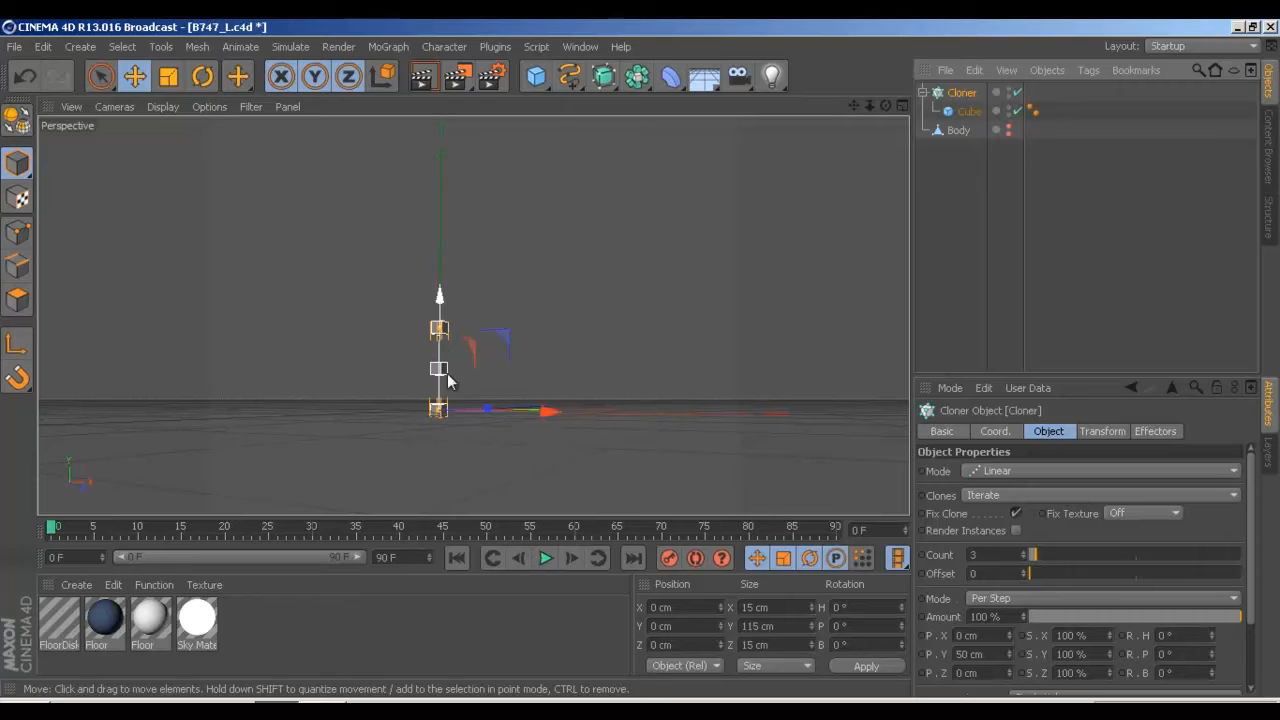 CINEMA 4D R13.016 Broadcast - [B747_L.c4d *]
File Edit Create Select Tools Mesh Animate Simulate Render MoGraph Character Plugins Script Window Help Layout: Startup
X Y Z
File Edit View Objects Tags Bookmarks
View Cameras Display Options Filter Panel
Perspective
Cloner
Cube
Body
Objects
Content Browser
Structure
Y
Mode Edit User Data
Cloner Object [Cloner]
Basic Coord. Object Transform Effectors
Attributes
Layers
Object Properties
Mode Linear
Clones Iterate
Fix Clone Fix Texture Off
Render Instances
Count 3
Offset 0
Mode Per Step
Amount 100 %
P . X 0 cm S . X 100 % R . H 0 °
P . Y 50 cm S . Y 100 % R . P 0 °
P . Z 0 cm S . Z 100 % R . B 0 °
0 5 10 15 20 25 30 35 40 45 50 55 60 65 70 75 80 85 90 0 F
0 F 0 F 90 F 90 F
P
Create Edit Function Texture
FloorDisk Floor Floor Sky Mate
Position Size Rotation
X 0 cm X 15 cm H 0 °
Y 0 cm Y 115 cm P 0 °
Z 0 cm Z 15 cm B 0 °
Object (Rel) Size Apply
MAXON
CINEMA 4D
Move: Click and drag to move elements. Hold down SHIFT to quantize movement / add to the selection in point mode, CTRL to remove.